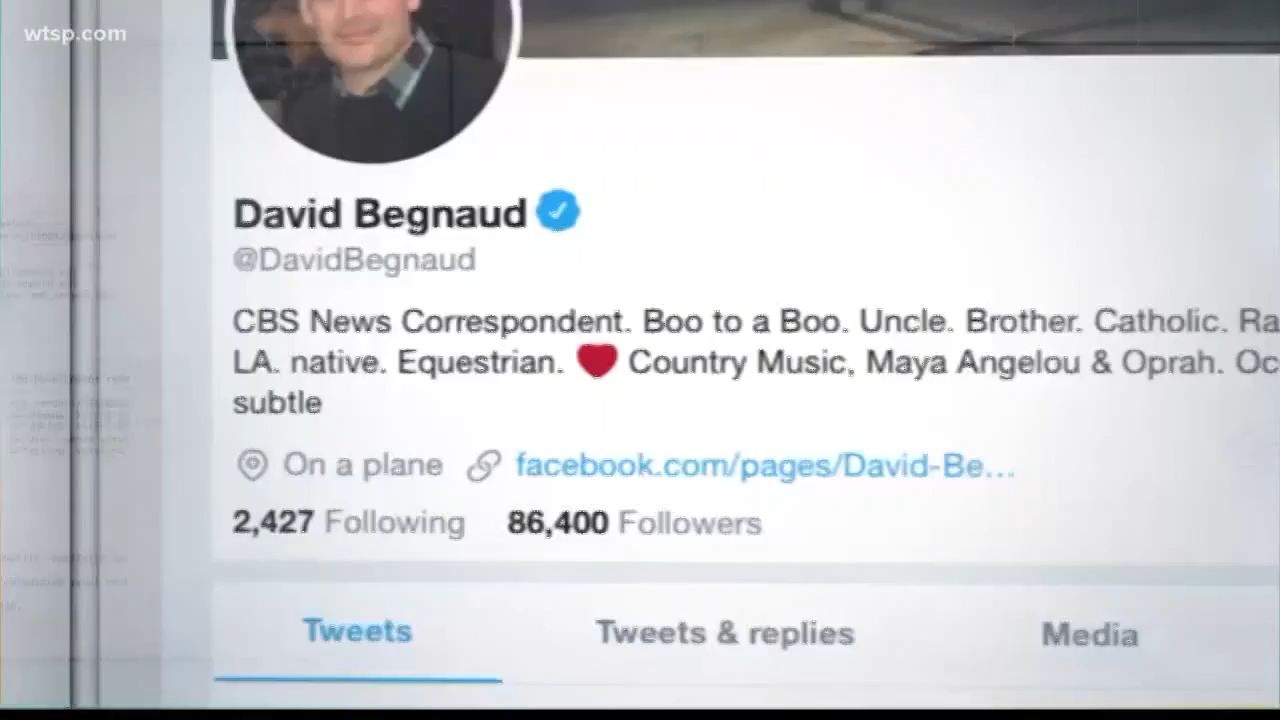 wtsp.com
David Begnaud
@DavidBegnaud
CBS News Correspondent. Boo to a Boo. Uncle. Brother. Catholic. Ra
LA. native. Equestrian. ❤ Country Music, Maya Angelou & Oprah. Oc
subtle
On a plane facebook.com/pages/David-Be...
2,427 Following 86,400 Followers
Tweets Tweets & replies Media